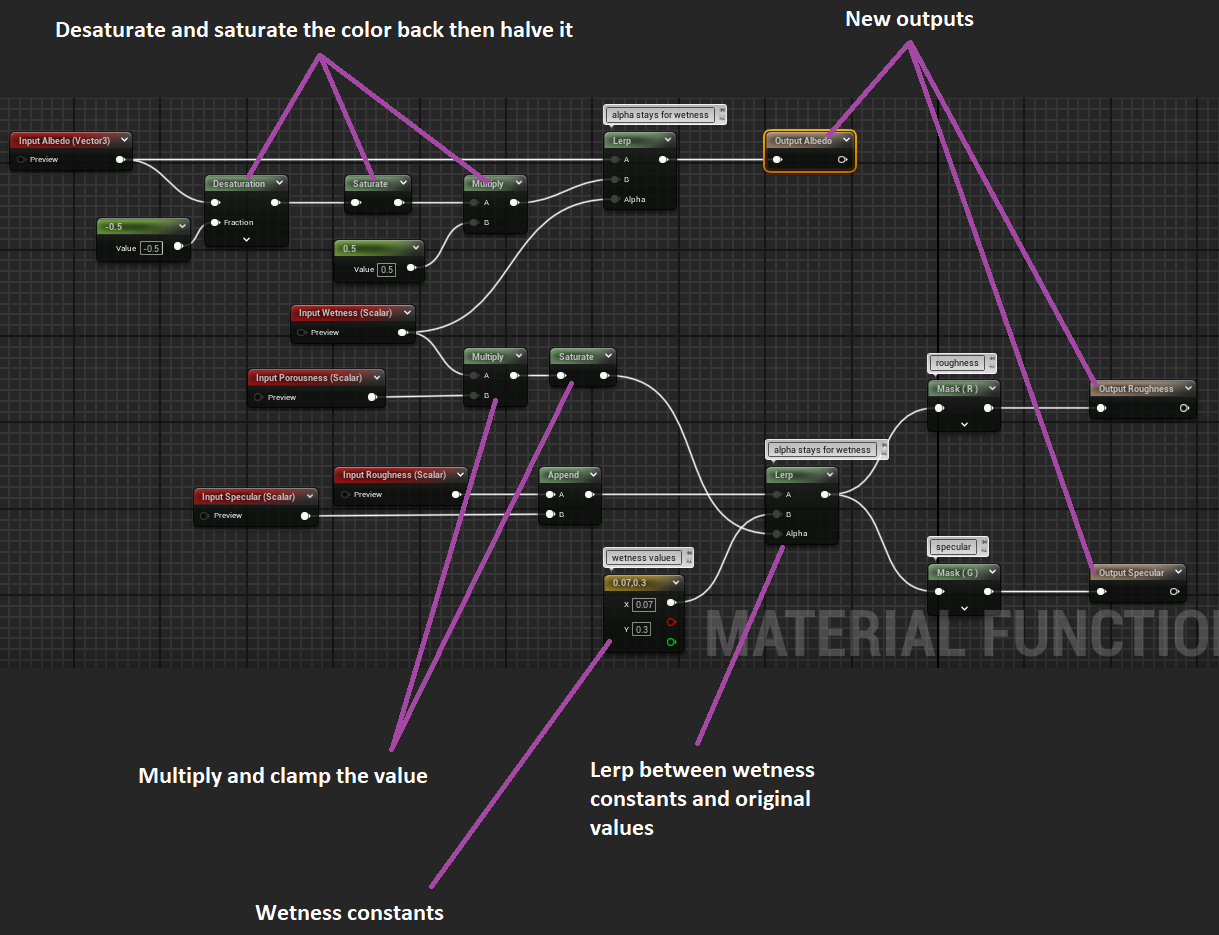 New outputs
Desaturate and saturate the color back then halve it
alpha stays for wetness
Input Albedo (Vector3)
Preview
Lerp
A
B
Alpha
Output Albedo
Desaturation
Fraction
Saturate
Multiply
A
B
-0.5
Value -0.5
0.5
Value 0.5
Input Wetness (Scalar)
Preview
Multiply
A
B
Saturate
Input Porousness (Scalar)
Preview
roughness
Mask ( R )
Output Roughness
alpha stays for wetness
Lerp
A
B
Alpha
Input Roughness (Scalar)
Preview
Append
A
B
Input Specular (Scalar)
Preview
wetness values
0.07,0.3
X 0.07
Y 0.3
specular
Mask ( G )
Output Specular
MATERIAL FUNCTIO
Multiply and clamp the value
Lerp between wetness
constants and original
values
Wetness constants